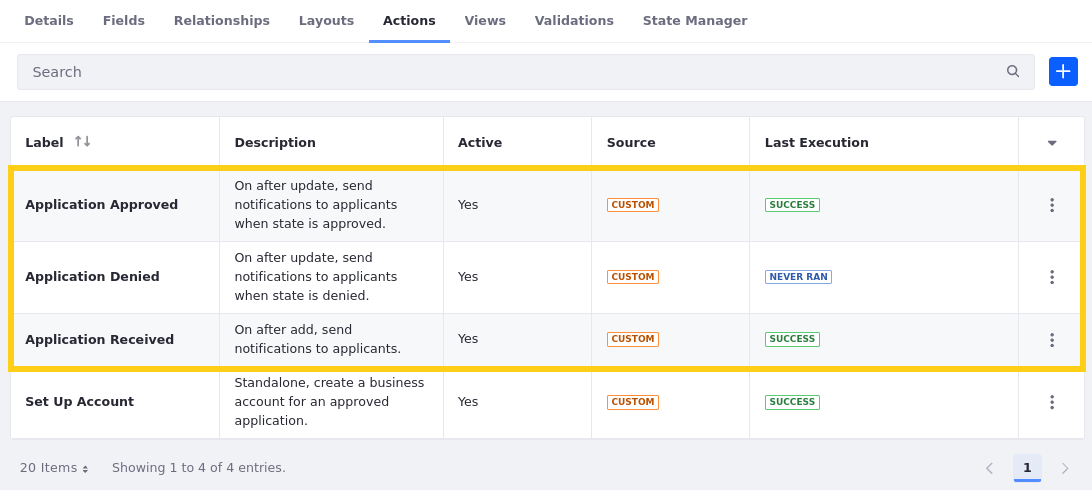 Details Fields Relationships Layouts Actions Views Validations State Manager
Search
Label Description Active Source Last Execution
Application Approved
On after update, send
notifications to applicants
when state is approved.
Yes
CUSTOM
SUCCESS
Application Denied
On after update, send
notifications to applicants
when state is denied.
Yes
CUSTOM
NEVER RAN
Application Received
On after add, send
notifications to applicants.
Yes
CUSTOM
SUCCESS
Set Up Account
Standalone, create a business
account for an approved
application.
Yes
CUSTOM
SUCCESS
20 Items Showing 1 to 4 of 4 entries. 1